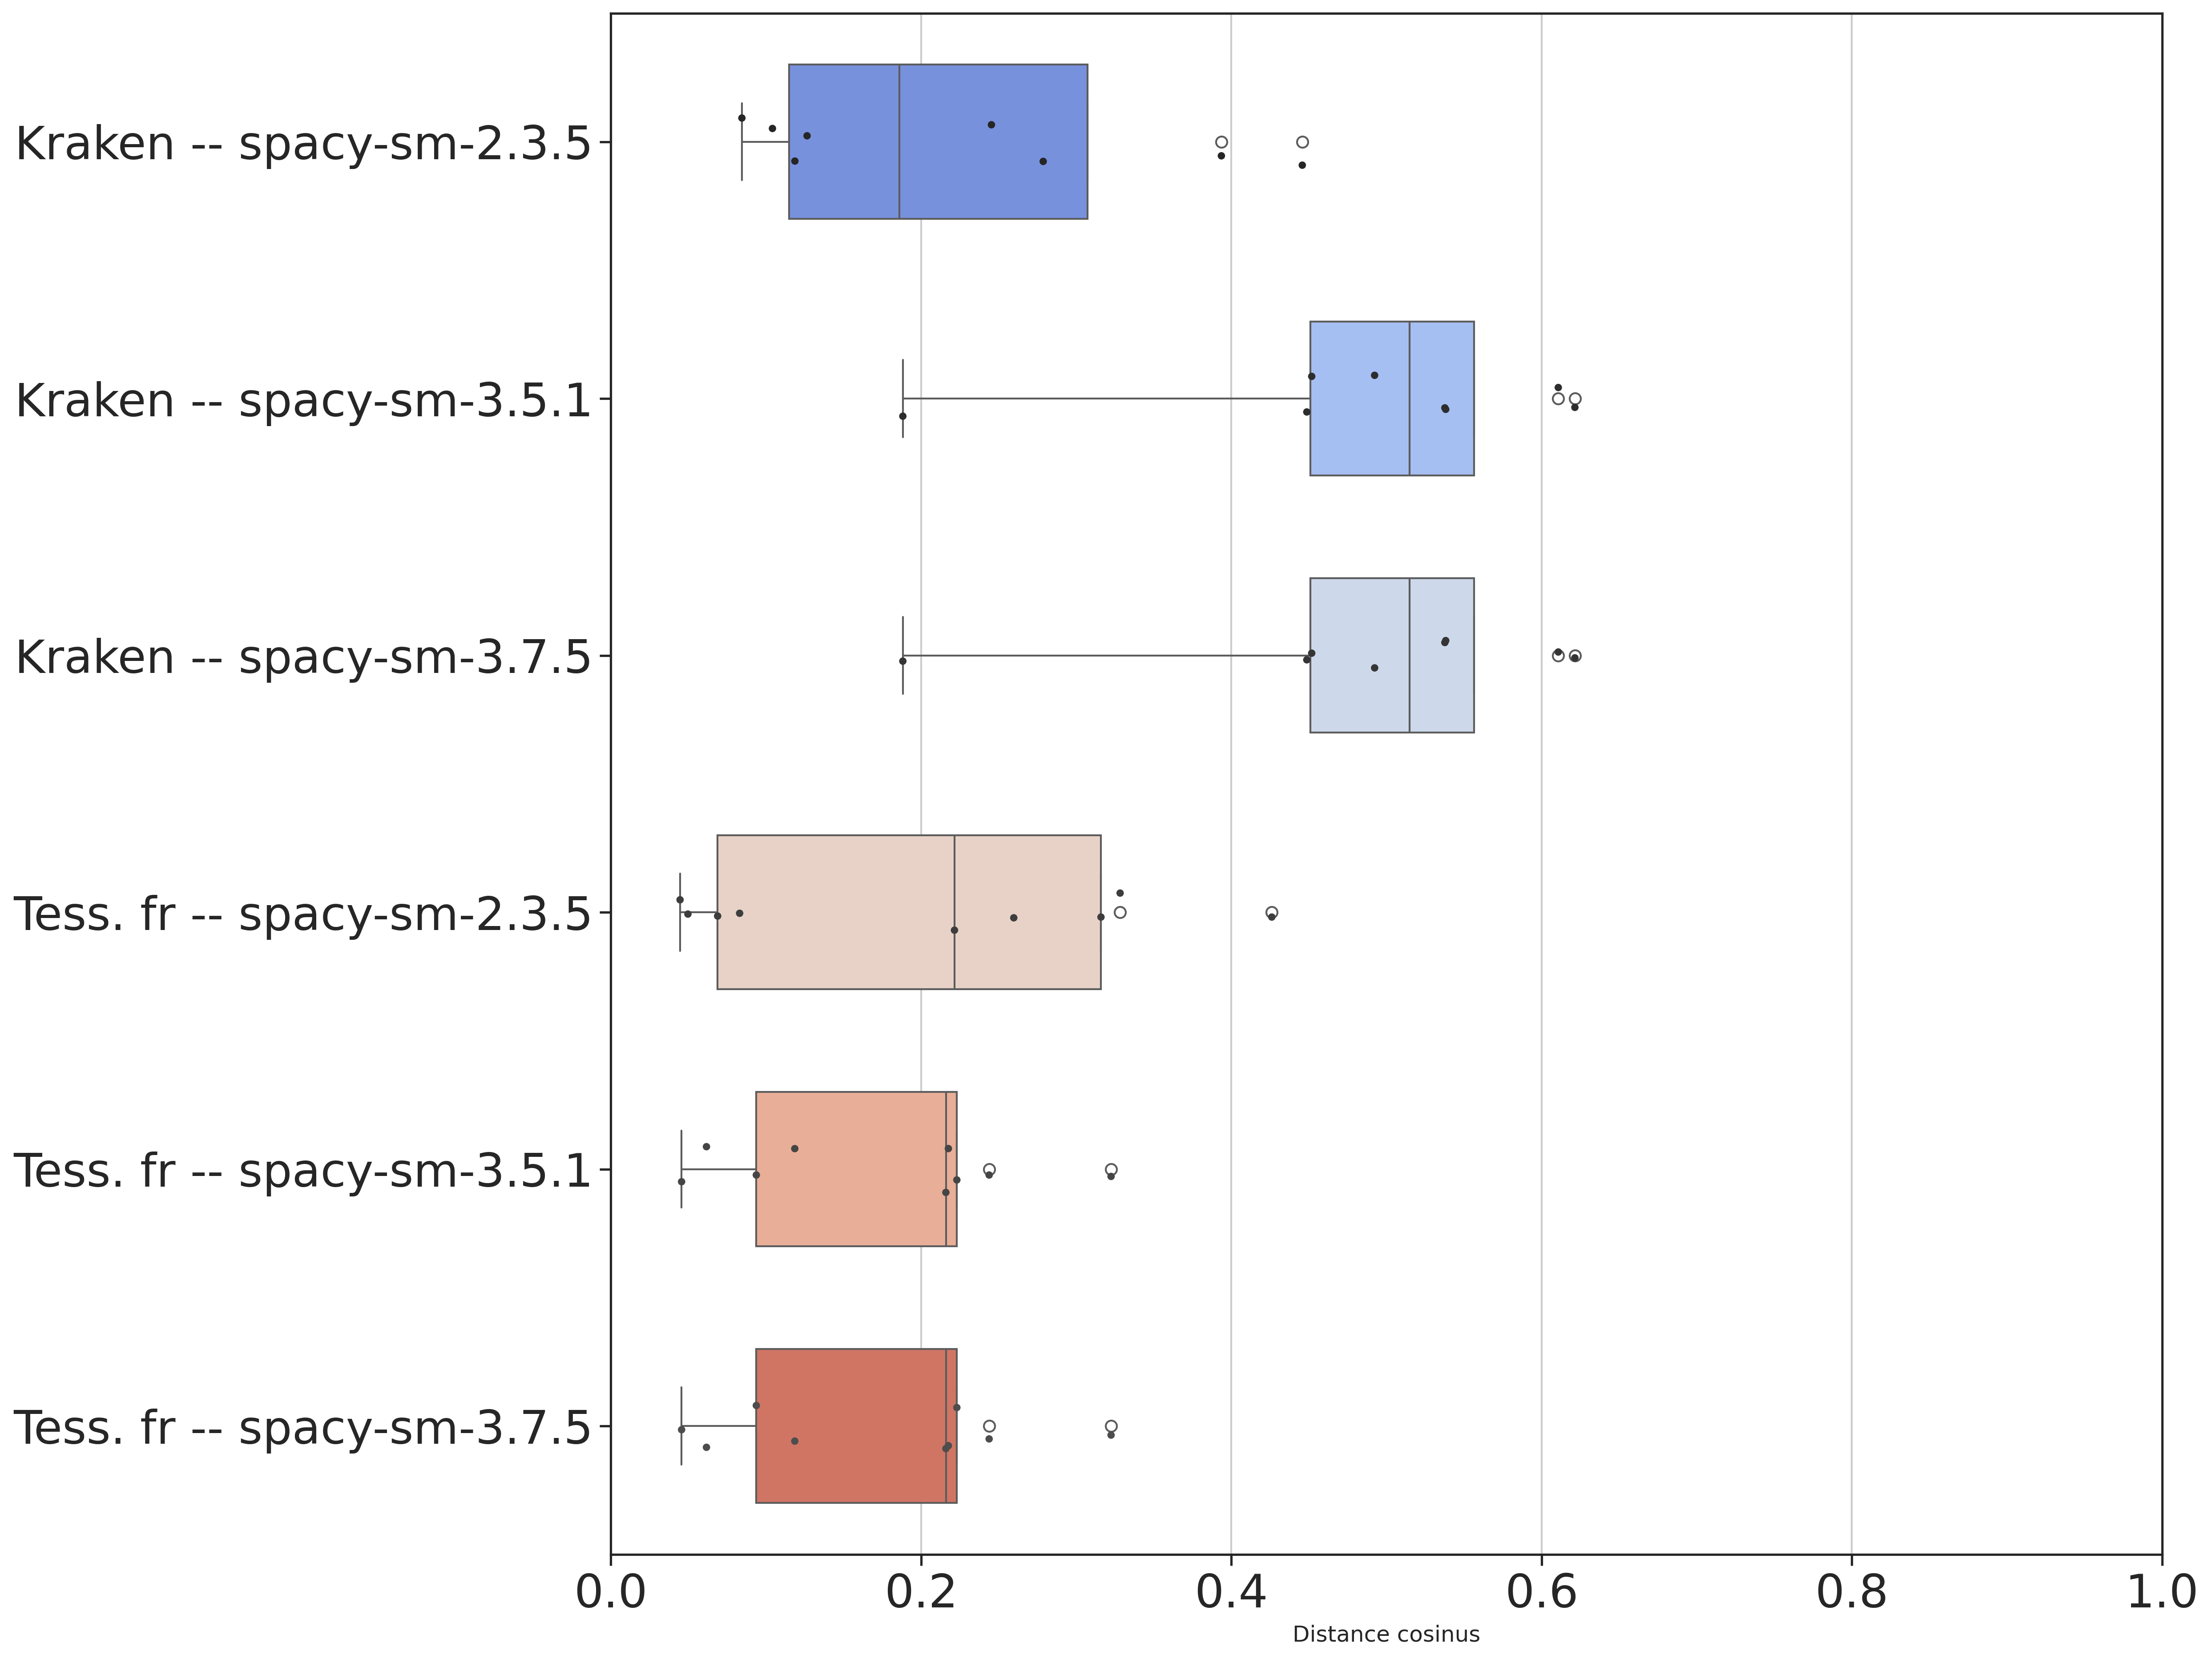 Kraken -- spacy-sm-2.3.5
Kraken -- spacy-sm-3.5.1
Kraken -- spacy-sm-3.7.5
Tess. fr -- spacy-sm-2.3.5
Tess. fr -- spacy-sm-3.5.1
Tess. fr -- spacy-sm-3.7.5
0.0 0.2 0.4 0.6 0.8 1.0
Distance cosinus